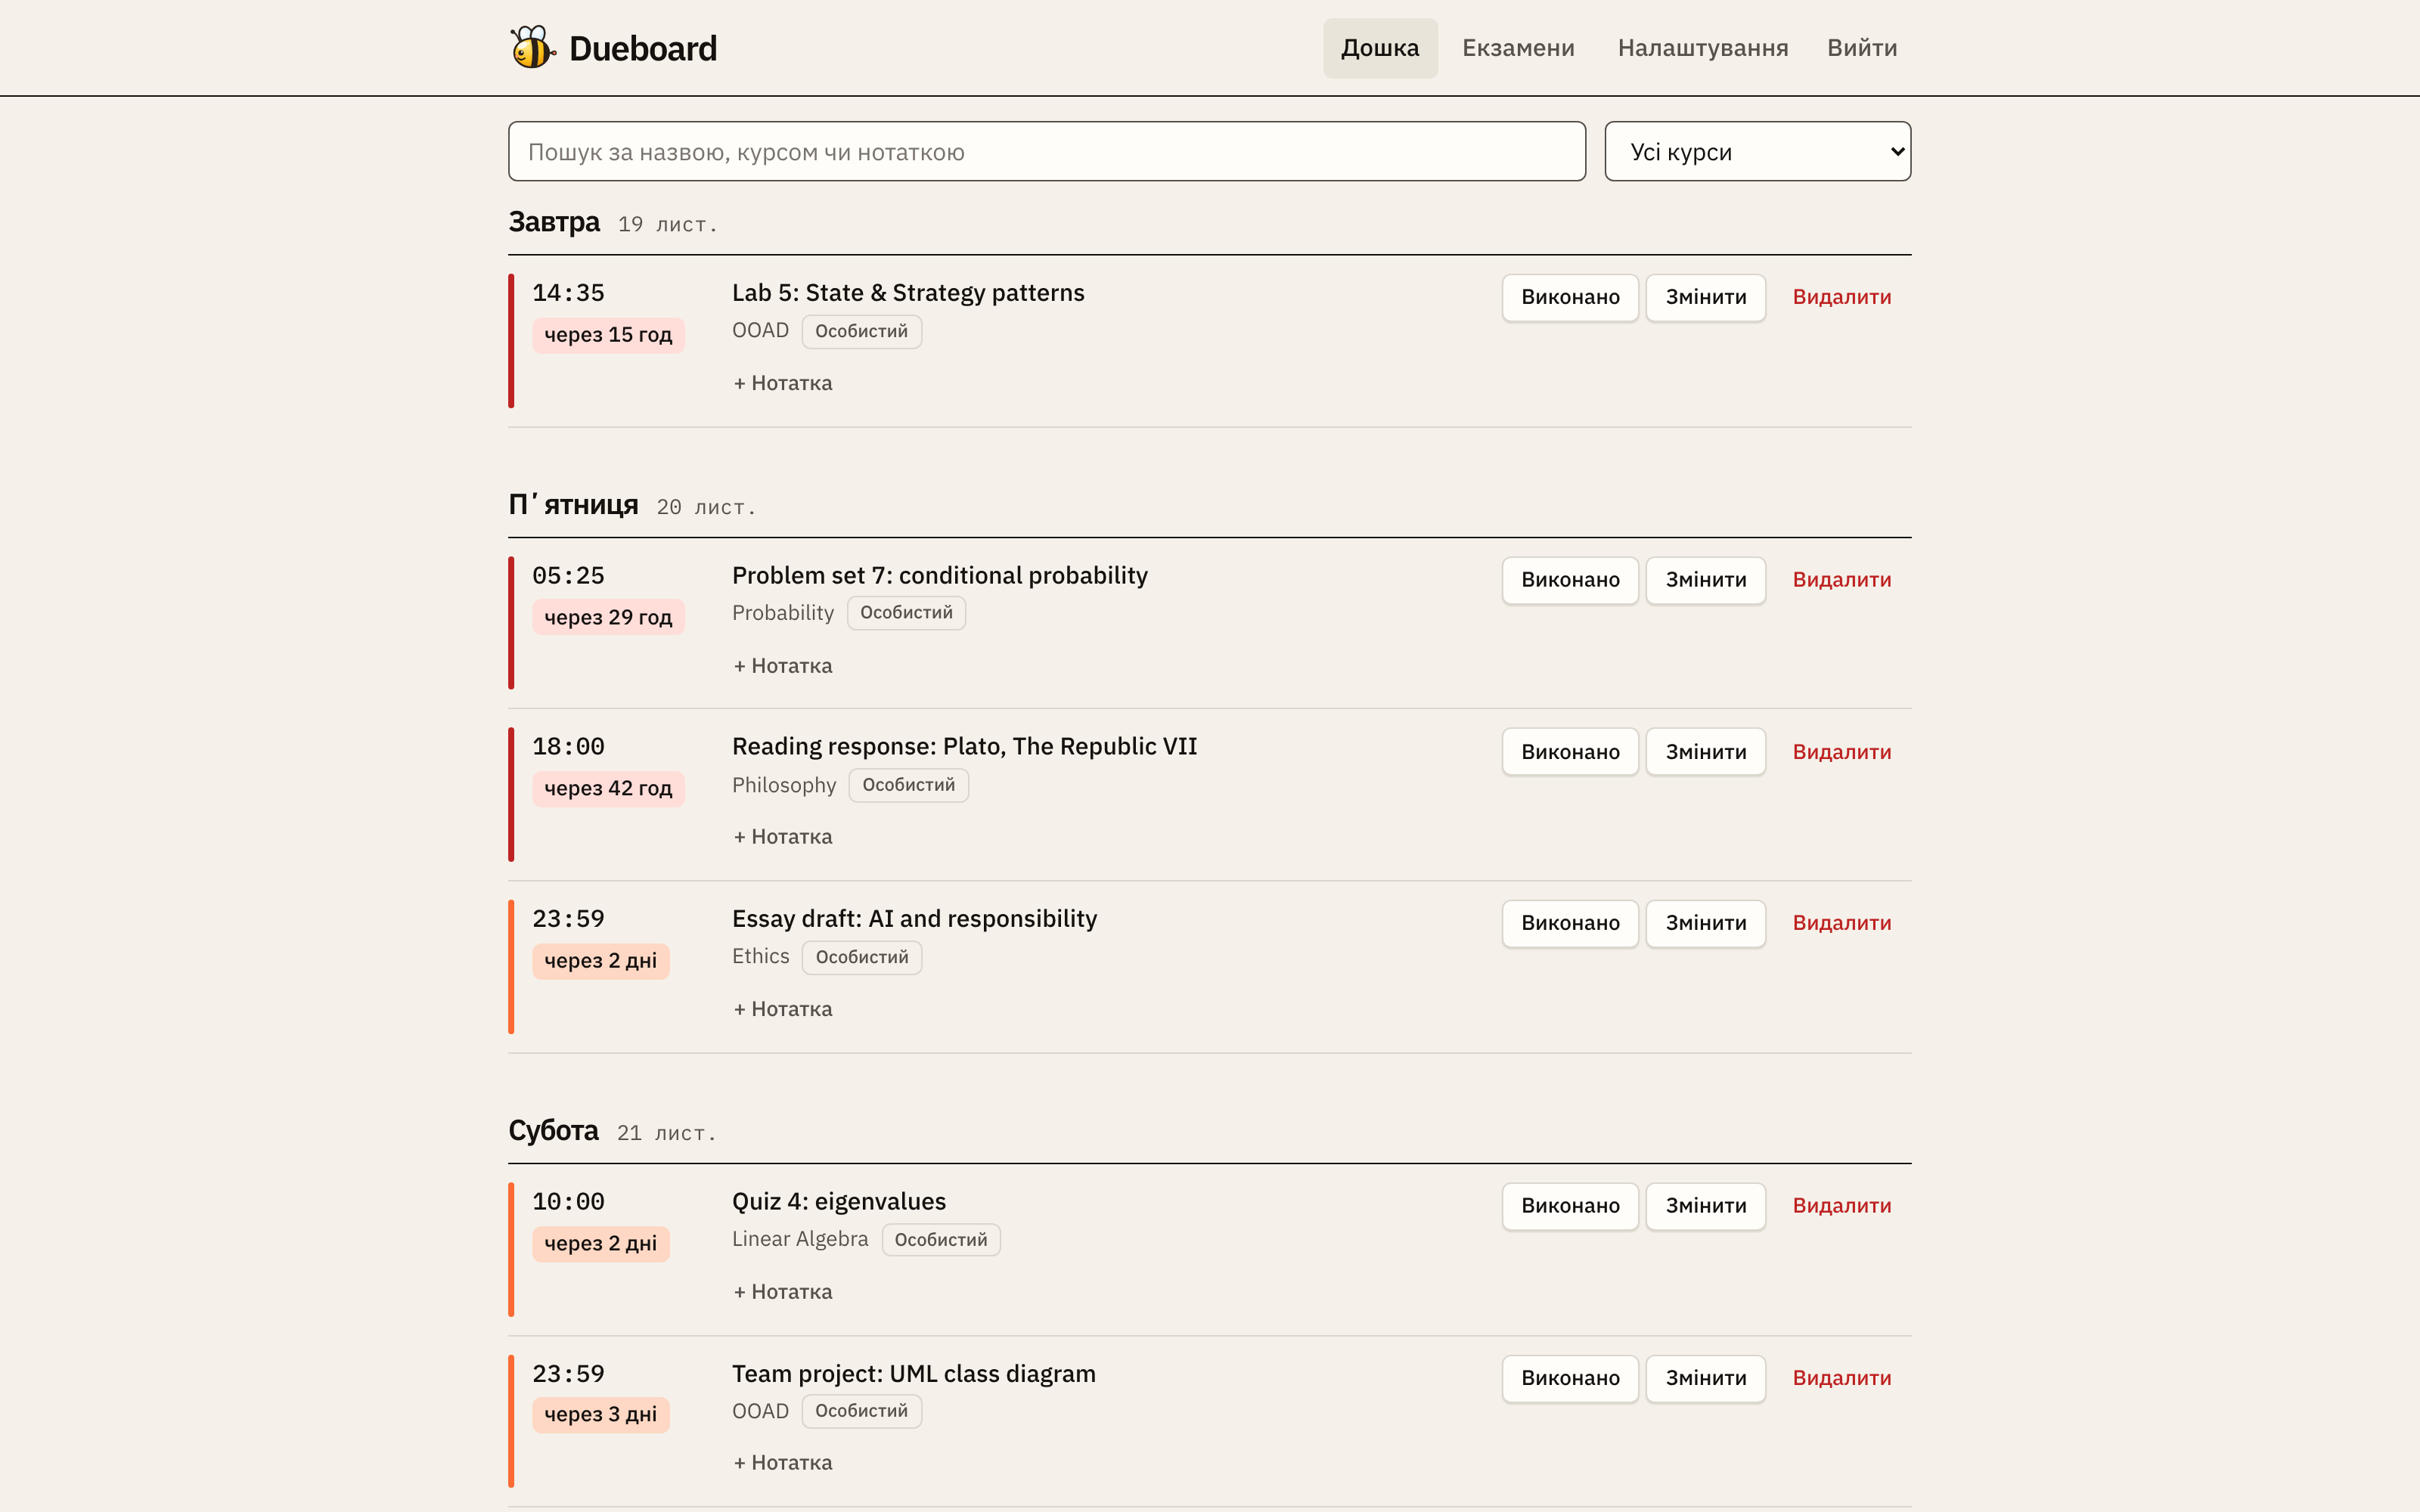 Dueboard
Дошка Екзамени Налаштування Вийти
Пошук за назвою, курсом чи нотаткою
Усі курси
Завтра 19 лист.
14:35 Lab 5: State & Strategy patterns Виконано Змінити Видалити
через 15 год OOAD Особистий
+ Нотатка
Пʼятниця 20 лист.
05:25 Problem set 7: conditional probability Виконано Змінити Видалити
через 29 год Probability Особистий
+ Нотатка
18:00 Reading response: Plato, The Republic VII Виконано Змінити Видалити
через 42 год Philosophy Особистий
+ Нотатка
23:59 Essay draft: AI and responsibility Виконано Змінити Видалити
через 2 дні Ethics Особистий
+ Нотатка
Субота 21 лист.
10:00 Quiz 4: eigenvalues Виконано Змінити Видалити
через 2 дні Linear Algebra Особистий
+ Нотатка
23:59 Team project: UML class diagram Виконано Змінити Видалити
через 3 дні OOAD Особистий
+ Нотатка